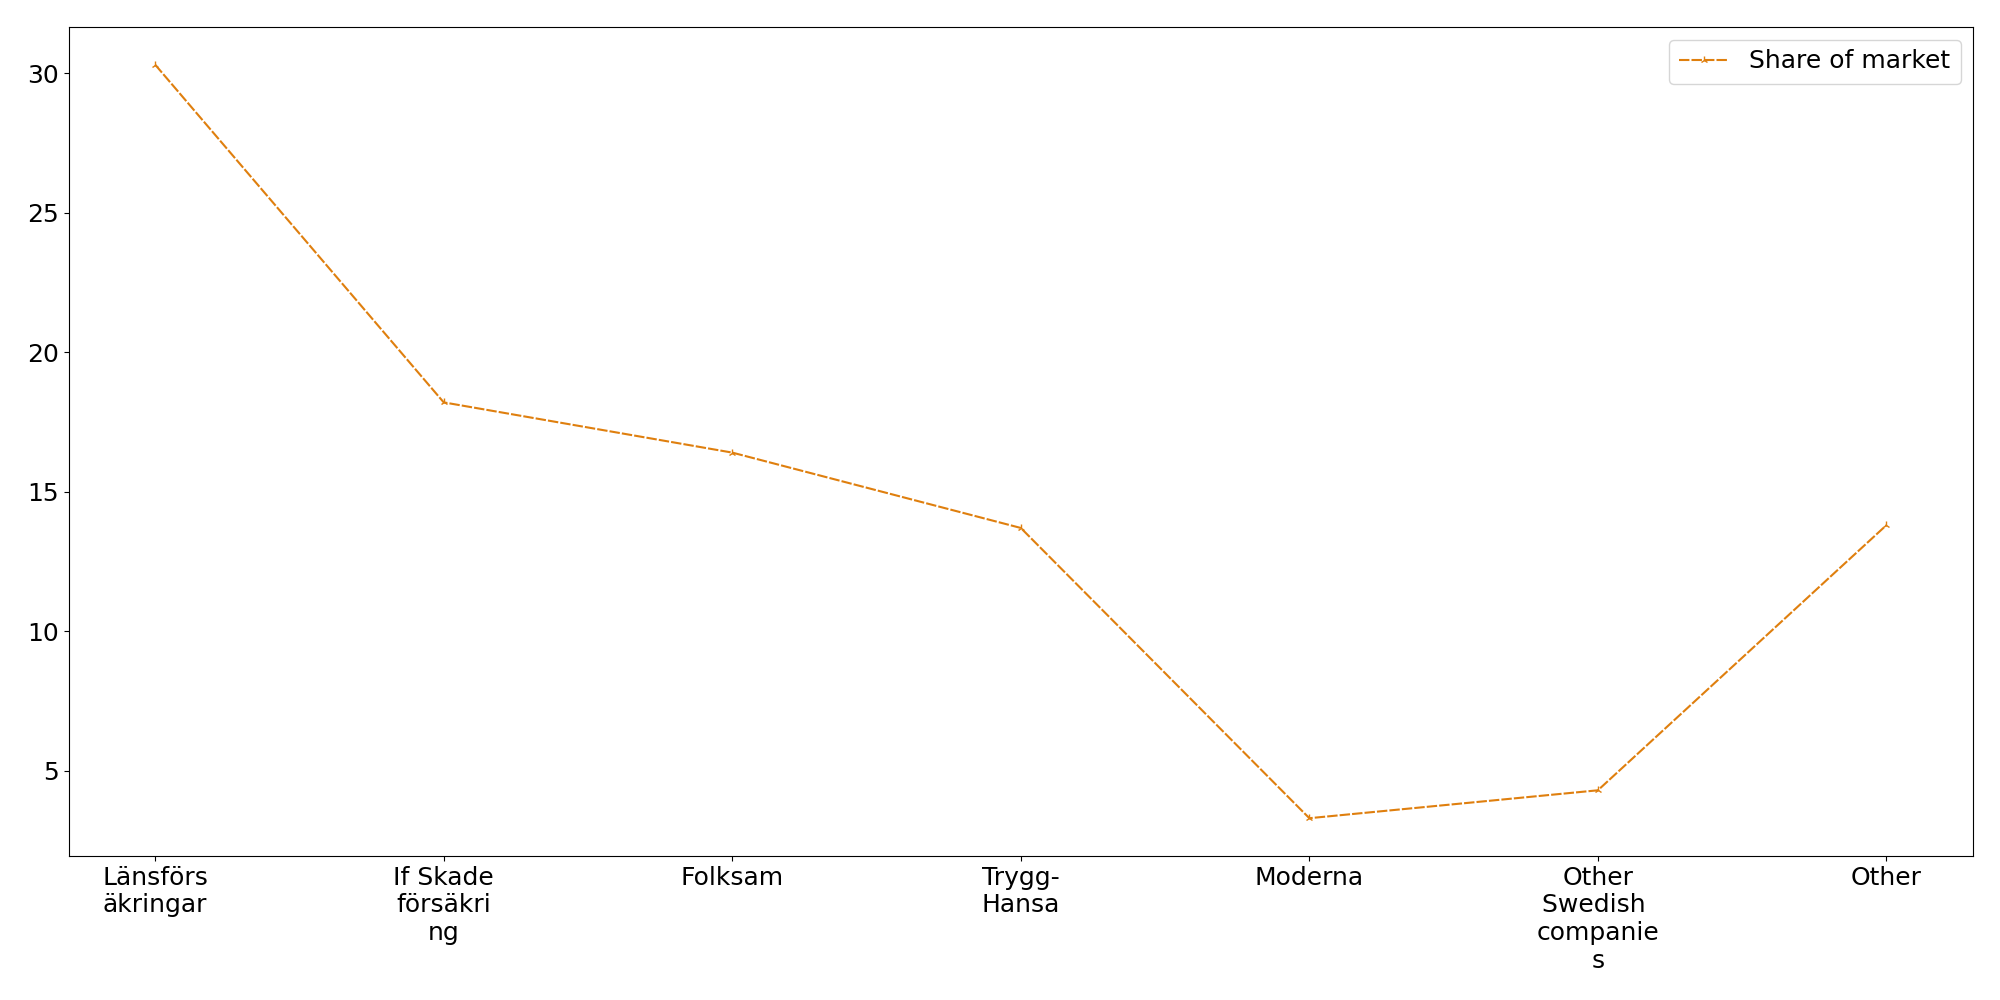 Share of market
30
25
20
15
10
5
Länsförs
äkringar
If Skade
försäkri
ng
Folksam
Trygg-
Hansa
Moderna
Other
Swedish
companie
s
Other